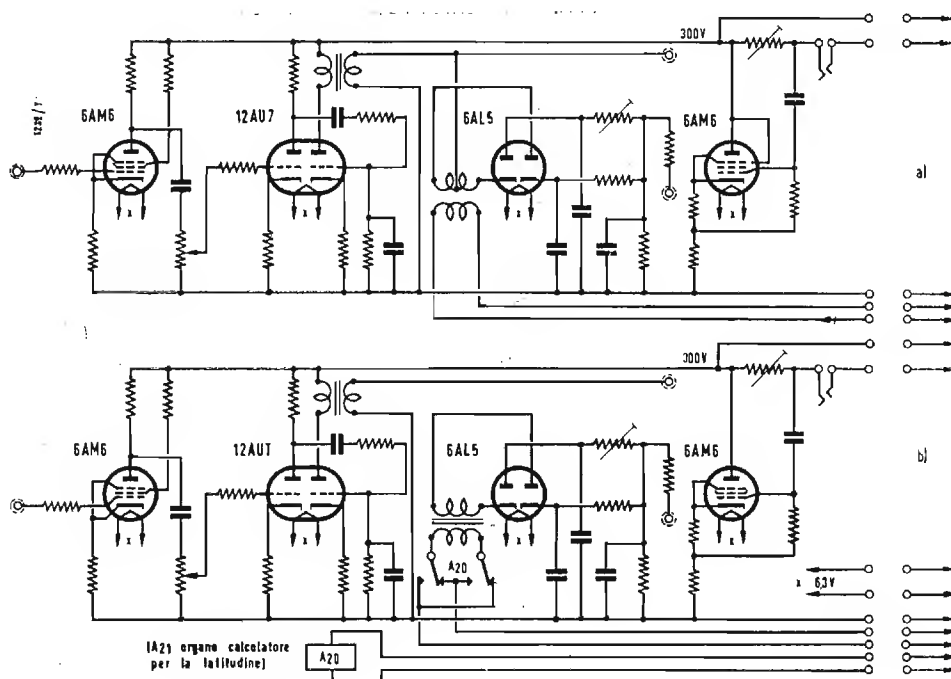 300V
6AM6
12AU7
6AL5
6AM6
a)
x
x
x
x
300V
6AM6
12AU7
6AL5
6AM6
b)
x
x
x
x
A20
x 6,3V
(A21 organo calcolatore
per la latitudine)
A20